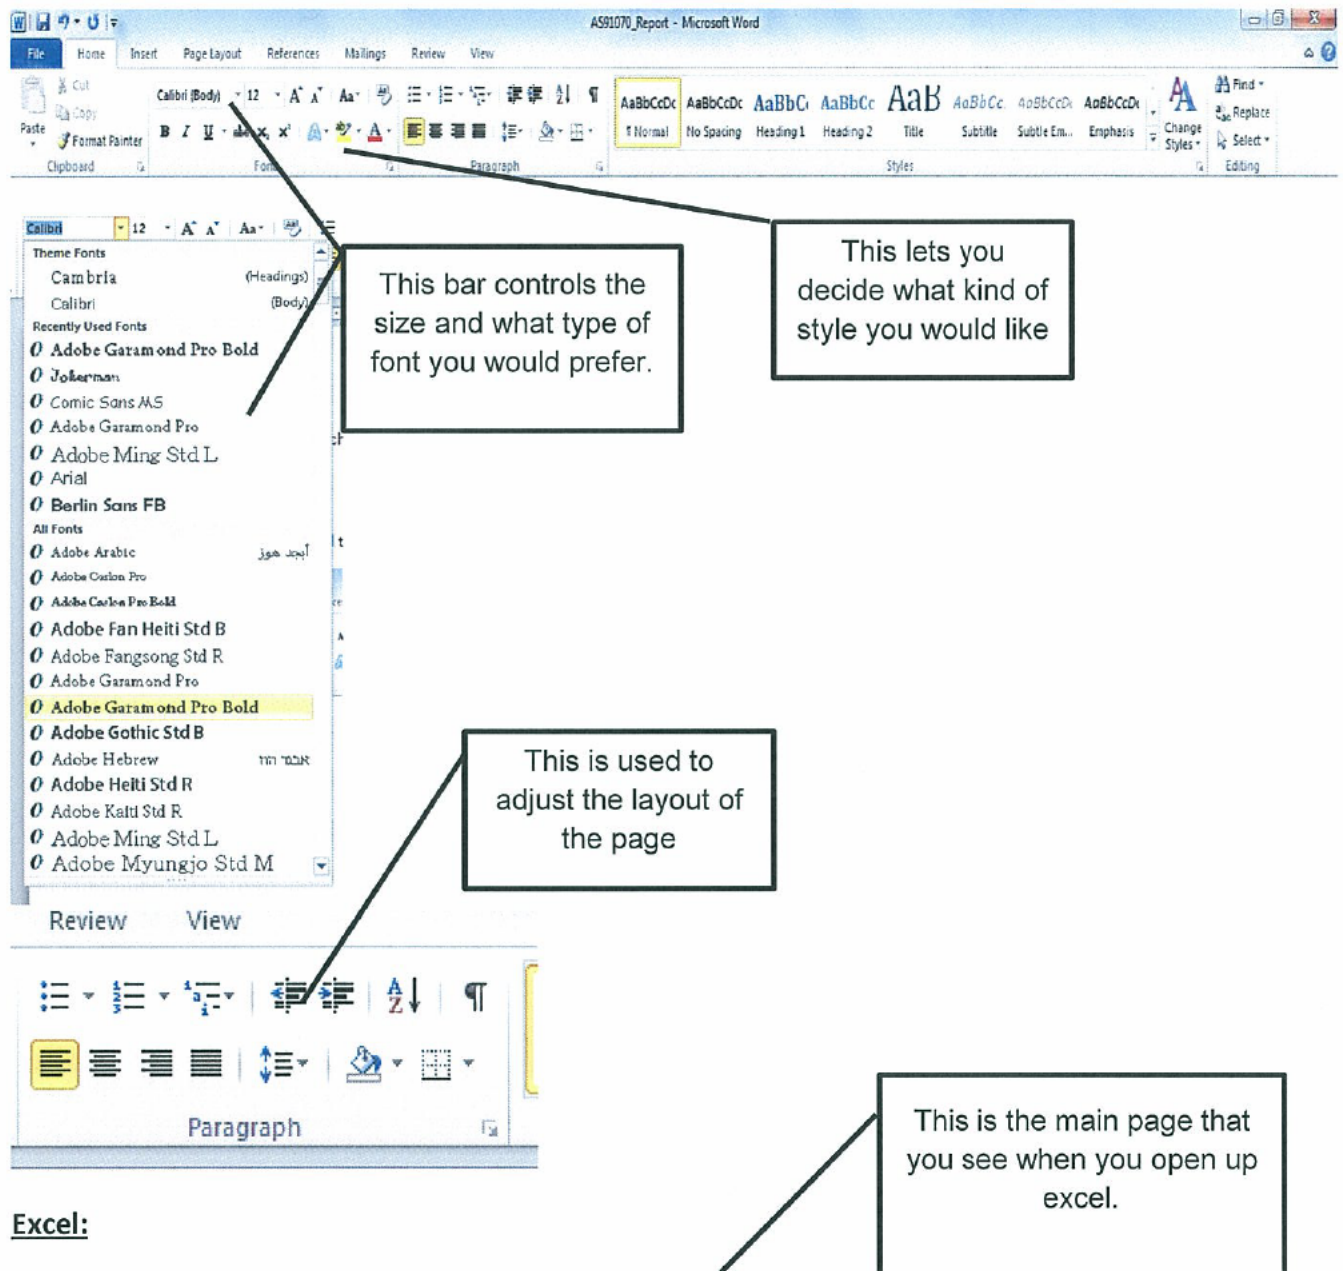 AS91070_Report - Microsoft Word
File Home Insert Page Layout References Mailings Review View
Cut
Copy
Format Painter
Paste
Clipboard
Calibri (Body) 12
Font
Paragraph
AaBbCcDc AaBbCcDc AaBbC AaBbCc AaB AaBbCc AaBbCcDc AaBbCcDc
¶ Normal No Spacing Heading 1 Heading 2 Title Subtitle Subtle Em... Emphasis
Change Styles
Styles
Find
Replace
Select
Editing
Calibri 12
Theme Fonts
Cambria (Headings)
Calibri (Body)
Recently Used Fonts
Adobe Garamond Pro Bold
Jokerman
Comic Sans MS
Adobe Garamond Pro
Adobe Ming Std L
Arial
Berlin Sans FB
All Fonts
Adobe Arabic أبجد هوز
Adobe Caslon Pro
Adobe Caslon Pro Bold
Adobe Fan Heiti Std B
Adobe Fangsong Std R
Adobe Garamond Pro
Adobe Garamond Pro Bold
Adobe Gothic Std B
Adobe Hebrew אבגד הוז
Adobe Heiti Std R
Adobe Kaiti Std R
Adobe Ming Std L
Adobe Myungjo Std M
This bar controls the
size and what type of
font you would prefer.
This lets you
decide what kind of
style you would like
This is used to
adjust the layout of
the page
Review View
Paragraph
This is the main page that
you see when you open up
excel.
Excel: